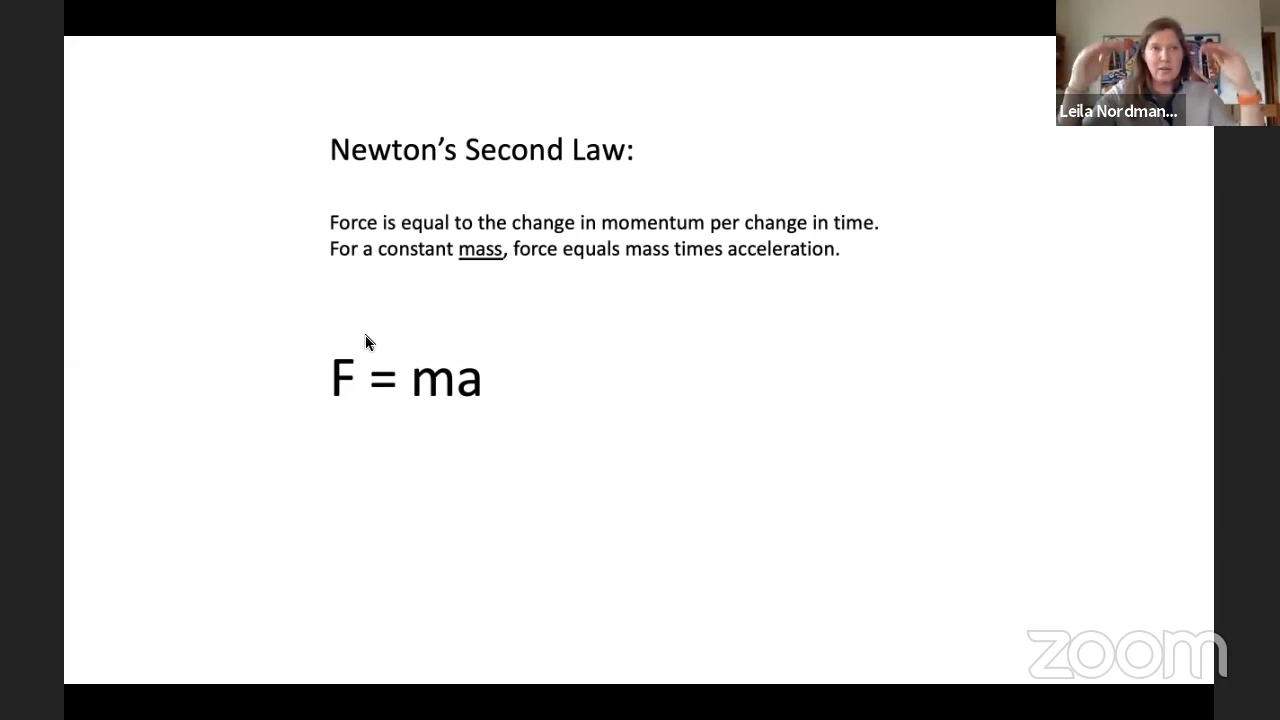 Leila Nordman...
Newton’s Second Law:
Force is equal to the change in momentum per change in time.
For a constant mass, force equals mass times acceleration.
F = ma
zoom